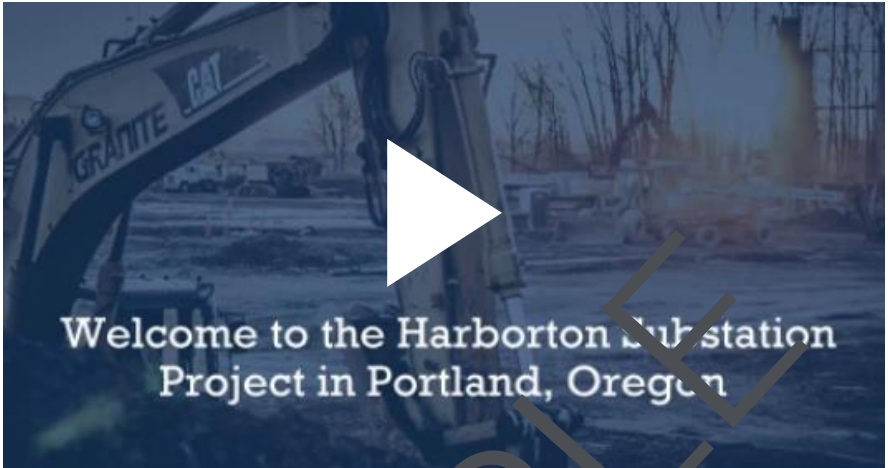 CAT
GRANITE
Welcome to the Harborton Substation
Project in Portland, Oregon